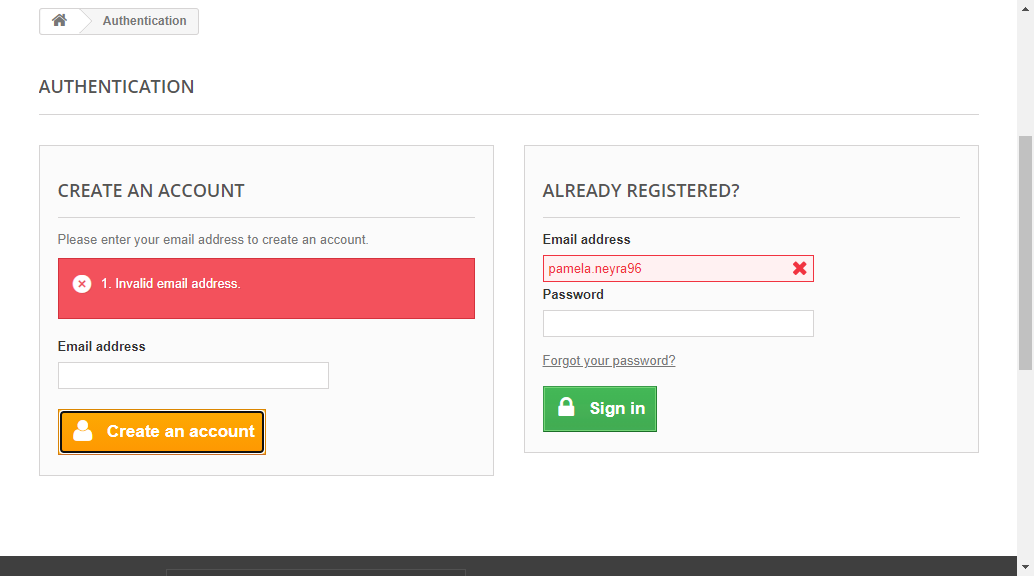 Authentication
AUTHENTICATION
CREATE AN ACCOUNT
Please enter your email address to create an account.
1. Invalid email address.
Email address
Create an account
ALREADY REGISTERED?
Email address
pamela.neyra96
Password
Forgot your password?
Sign in